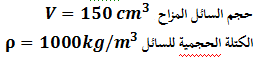 حجم السائل المزاح V = 150 cm³
الكتلة الحجمية للسائل ρ = 1000kg/m³